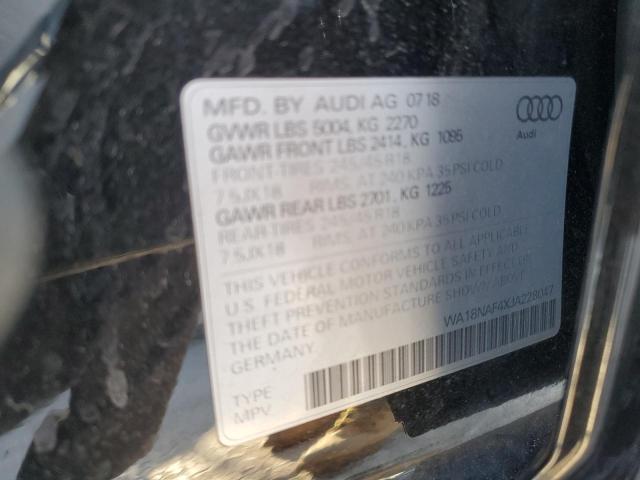 MFD. BY AUDI AG 07 18
GVWR LBS 5004, KG 2270
GAWR FRONT LBS 2414, KG 1095
FRONT-TIRES 245/45 R18
7.5JX18 RIMS, AT 240 KPA 35 PSI COLD
GAWR REAR LBS 2701, KG 1225
REAR-TIRES 245/45 R18
7.5JX18 RIMS, AT 240 KPA 35 PSI COLD
THIS VEHICLE CONFORMS TO ALL APPLICABLE
U.S. FEDERAL MOTOR VEHICLE SAFETY AND
THEFT PREVENTION STANDARDS IN EFFECT ON
THE DATE OF MANUFACTURE SHOWN ABOVE.
GERMANY
WA18NAF4XJA228047
TYPE
MPV
Audi